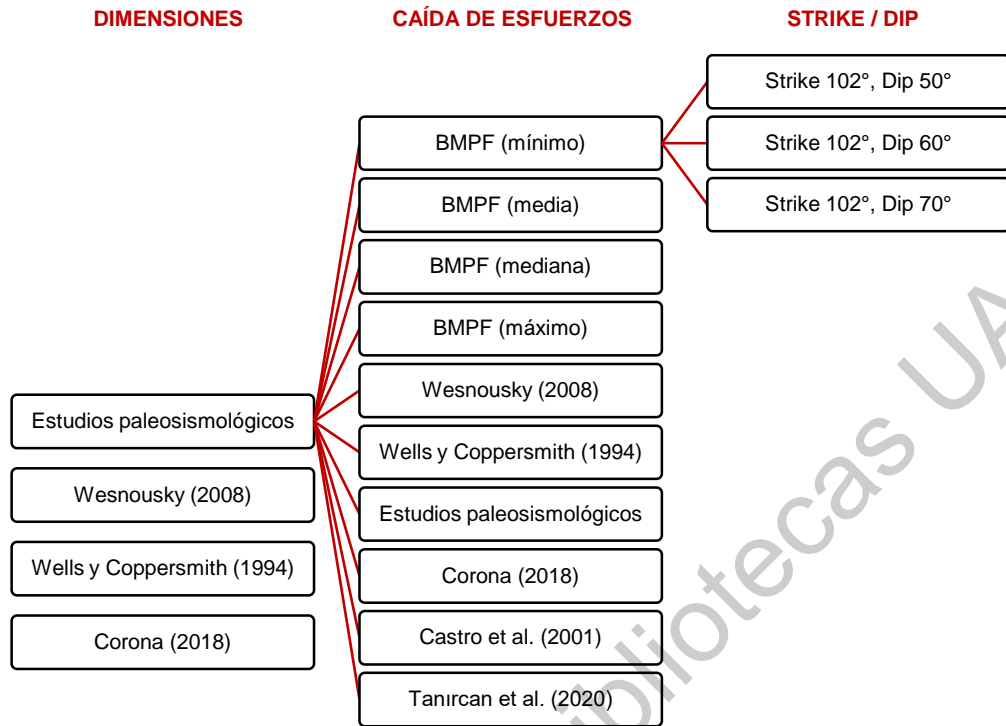 DIMENSIONES
CAÍDA DE ESFUERZOS
STRIKE / DIP
Strike 102°, Dip 50°
BMPF (mínimo)
Strike 102°, Dip 60°
BMPF (media)
Strike 102°, Dip 70°
BMPF (mediana)
BMPF (máximo)
Wesnousky (2008)
Estudios paleosismológicos
Wells y Coppersmith (1994)
Wesnousky (2008)
Estudios paleosismológicos
Wells y Coppersmith (1994)
Corona (2018)
Castro et al. (2001)
Corona (2018)
Tanırcan et al. (2020)
bliotecas UA